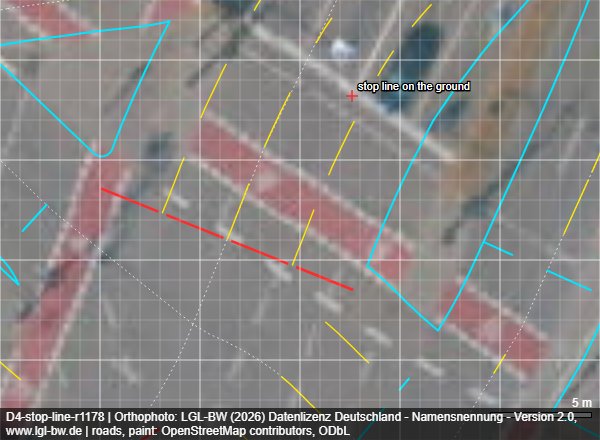 stop line on the ground
5 m
D4-stop-line-r1178 | Orthophoto: LGL-BW (2026) Datenlizenz Deutschland - Namensnennung - Version 2.0,
www.lgl-bw.de | roads, paint: OpenStreetMap contributors, ODbL